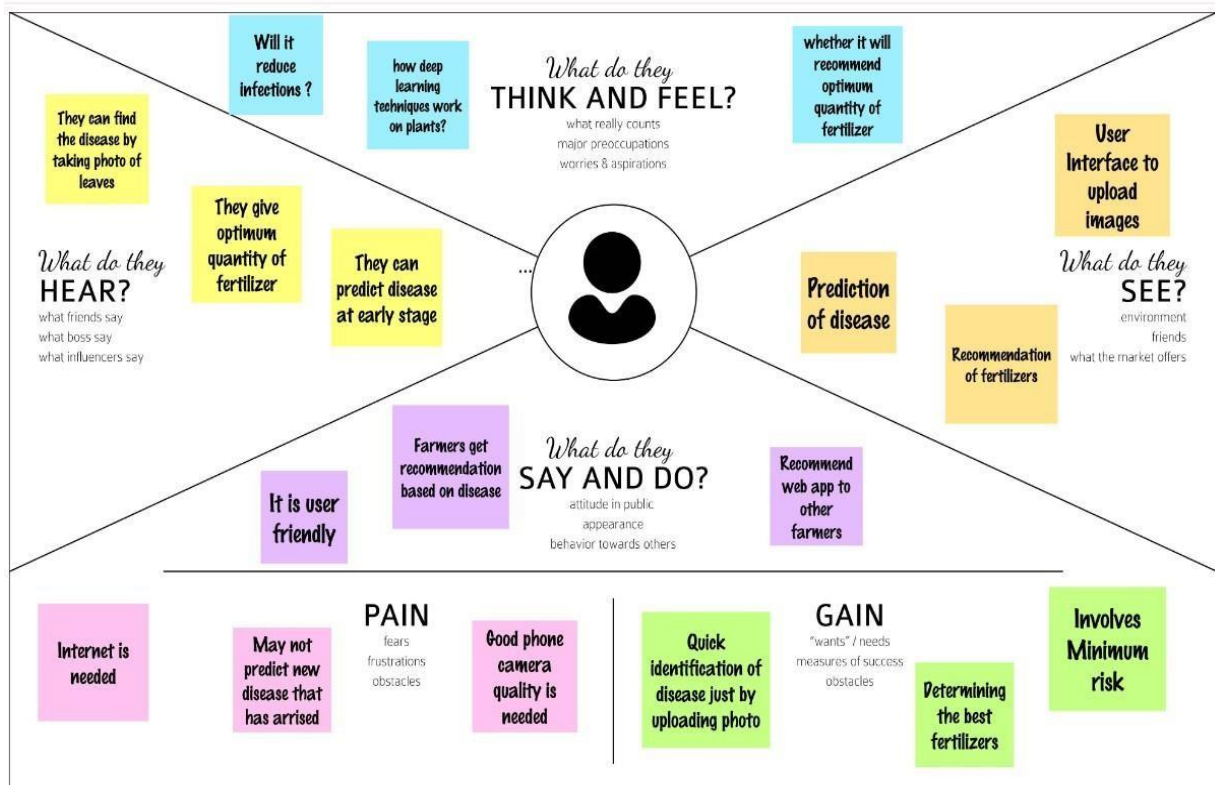 Will it
reduce
infections ?
how deep
learning
techniques work
on plants?
What do they
THINK AND FEEL?
what really counts
major preoccupations
worries & aspirations
whether it will
recommend
optimum
quantity of
fertilizer
They can find
the disease by
taking photo of
leaves
They give
optimum
quantity of
fertilizer
They can
predict disease
at early stage
What do they
HEAR?
what friends say
what boss say
what influencers say
...
User
Interface to
upload
images
Prediction
of disease
Recommendation
of fertilizers
What do they
SEE?
environment
friends
what the market offers
It is user
friendly
Farmers get
recommendation
based on disease
What do they
SAY AND DO?
attitude in public
appearance
behavior towards others
Recommend
web app to
other
farmers
Internet is
needed
May not
predict new
disease that
has arrised
PAIN
fears
frustrations
obstacles
Good phone
camera
quality is
needed
Quick
identification of
disease just by
uploading photo
GAIN
"wants" / needs
measures of success
obstacles
Determining
the best
fertilizers
Involves
Minimum
risk